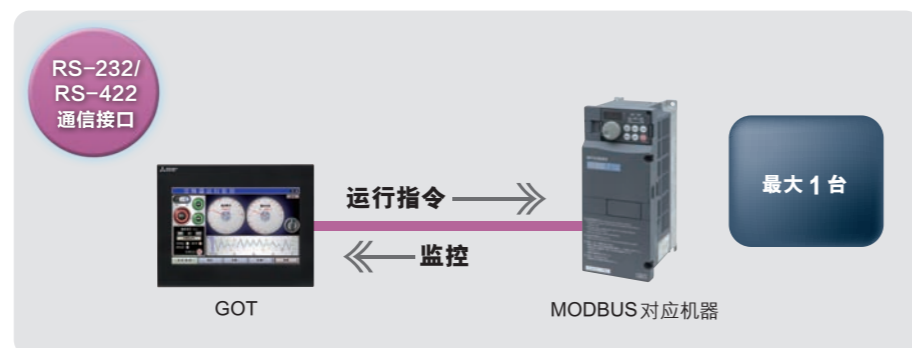 RS-232/
RS-422
通信接口
运行指令
监控
最大1台
GOT
MODBUS对应机器